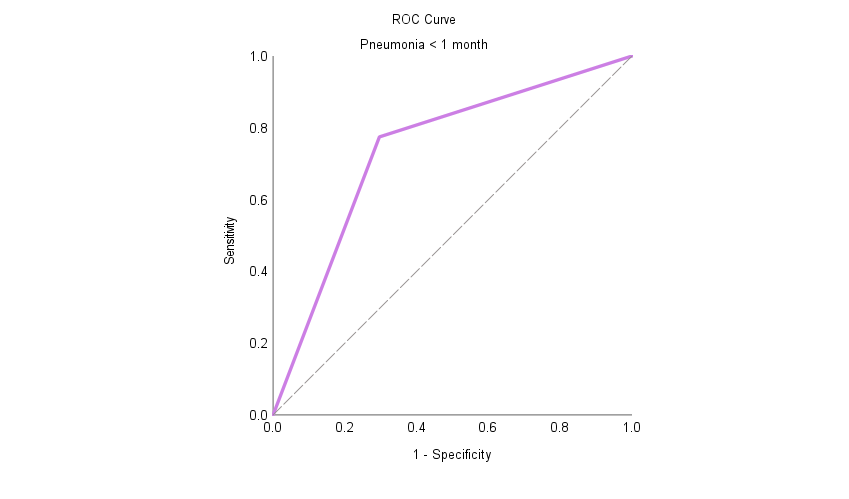 ROC Curve
Pneumonia < 1 month
1.0
0.8
0.6
0.4
0.2
0.0
Sensitivity
0.0 0.2 0.4 0.6 0.8 1.0
1 - Specificity